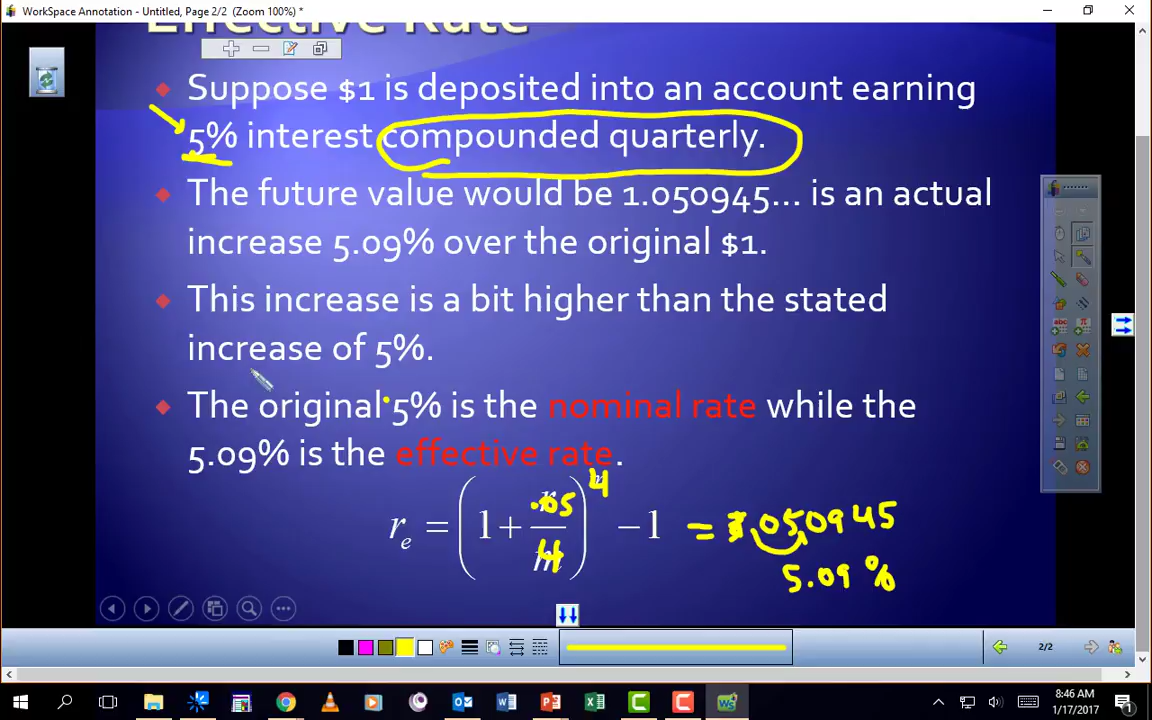 WorkSpace Annotation - Untitled, Page 2/2 (Zoom 100%) *
Effective Rate
Suppose $1 is deposited into an account earning
5% interest compounded quarterly.
The future value would be 1.050945... is an actual
increase 5.09% over the original $1.
This increase is a bit higher than the stated
increase of 5%.
The original 5% is the nominal rate while the
5.09% is the effective rate.
r_e = (1 + .05/4)^4 - 1 = .050945
5.09 %
2/2
8:46 AM
1/17/2017